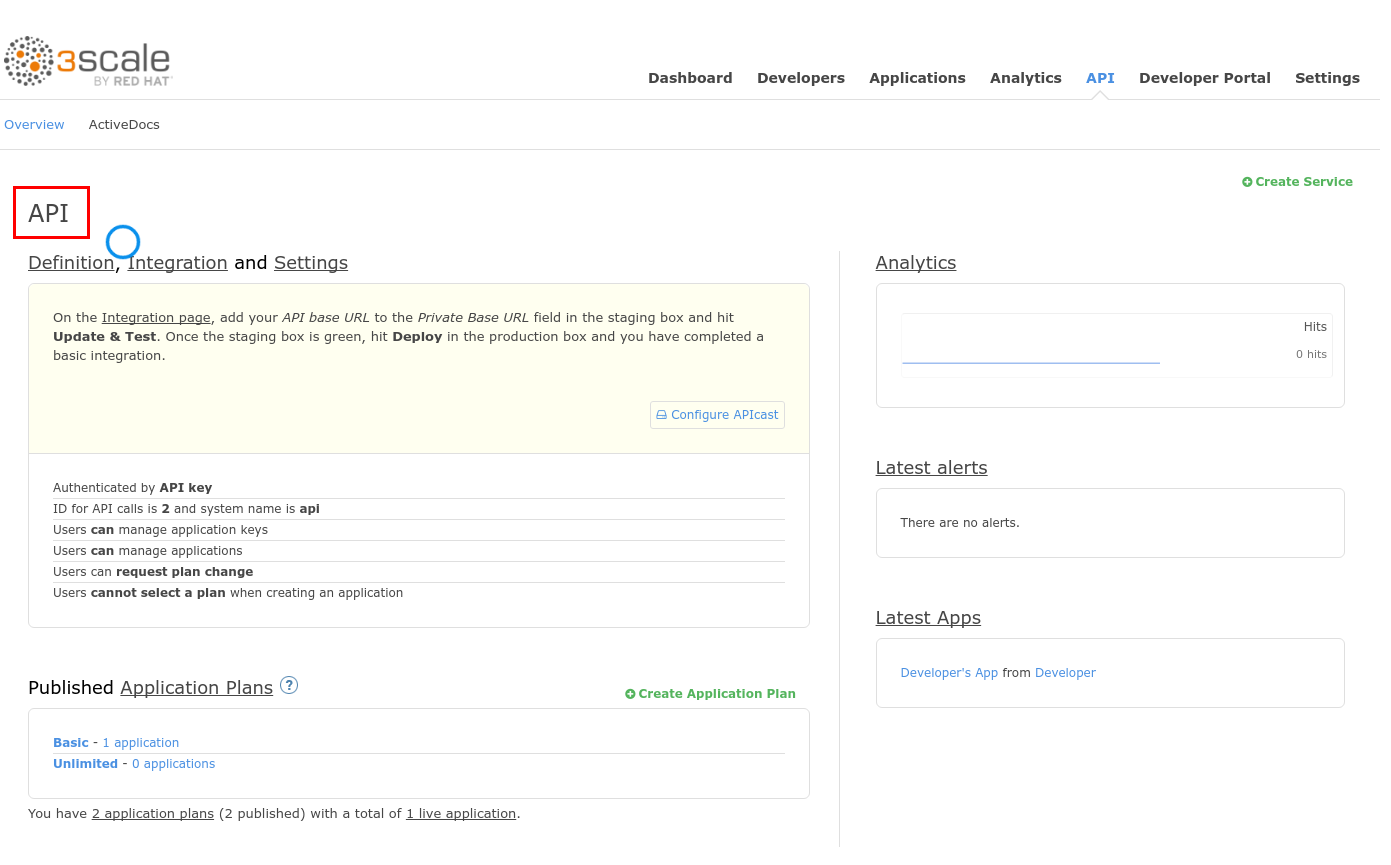 3scale
BY RED HAT
Dashboard Developers Applications Analytics API Developer Portal Settings
Overview ActiveDocs
Create Service
API
Definition, Integration and Settings
On the Integration page, add your API base URL to the Private Base URL field in the staging box and hit
Update & Test. Once the staging box is green, hit Deploy in the production box and you have completed a
basic integration.
Configure APIcast
Authenticated by API key
ID for API calls is 2 and system name is api
Users can manage application keys
Users can manage applications
Users can request plan change
Users cannot select a plan when creating an application
Published Application Plans ?
Create Application Plan
Basic - 1 application
Unlimited - 0 applications
You have 2 application plans (2 published) with a total of 1 live application.
Analytics
Hits
0 hits
Latest alerts
There are no alerts.
Latest Apps
Developer's App from Developer